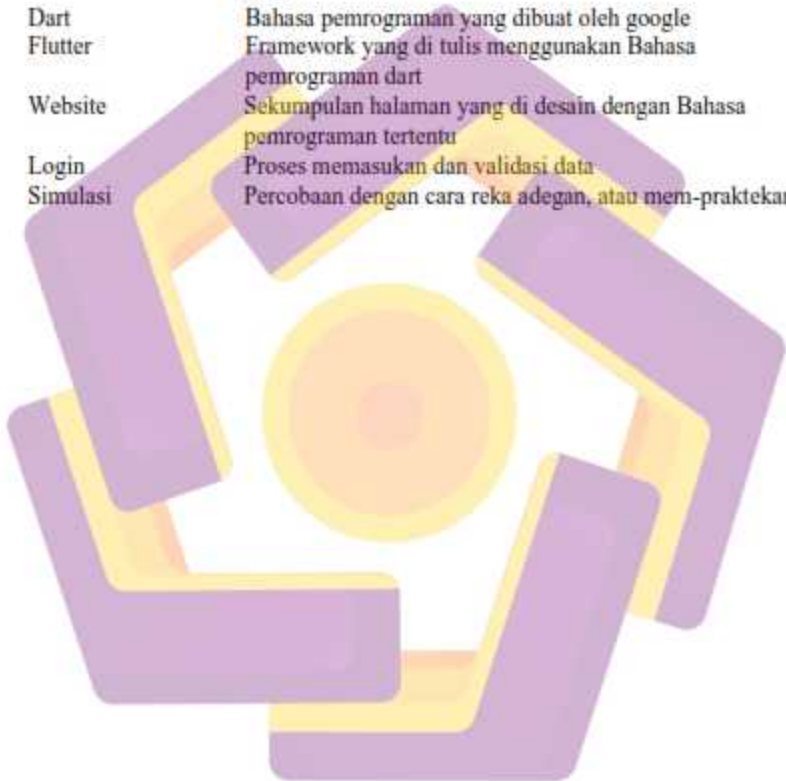 Dart Bahasa pemrograman yang dibuat oleh google
Flutter Framework yang di tulis menggunakan Bahasa
pemrograman dart
Website Sekumpulan halaman yang di desain dengan Bahasa
pemrograman tertentu
Login Proses memasukan dan validasi data
Simulasi Percobaan dengan cara reka adegan, atau mem-praktekan